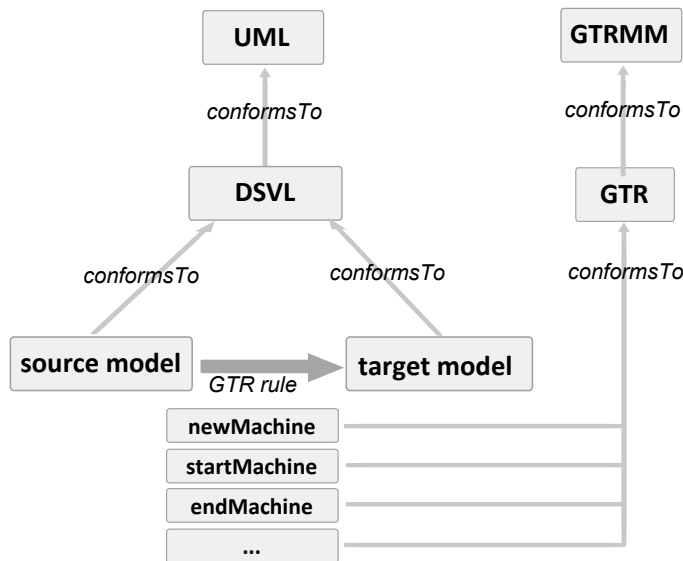 UML
GTRMM
conformsTo
conformsTo
DSVL
GTR
conformsTo
conformsTo
conformsTo
source model
target model
GTR rule
newMachine
startMachine
endMachine
...